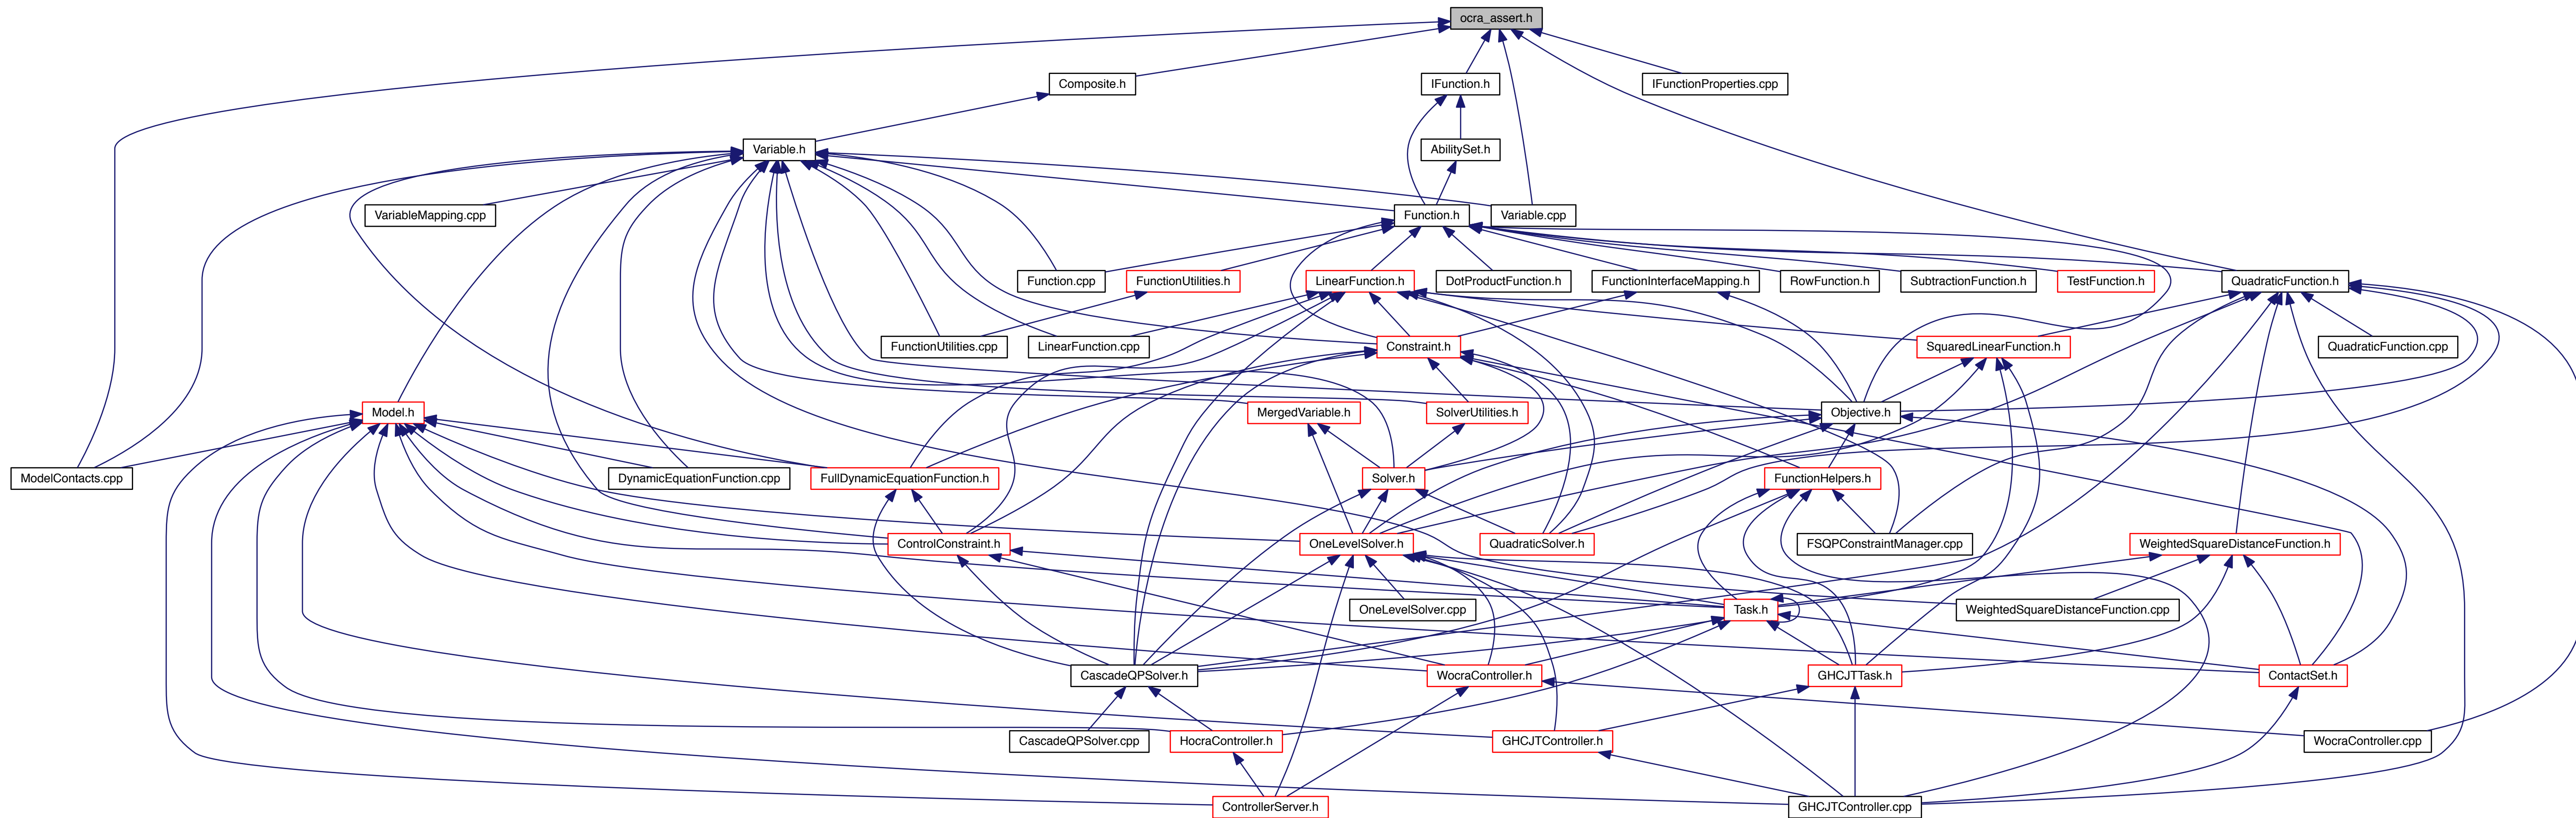 ocra_assert.h
Composite.h
IFunction.h
IFunctionProperties.cpp
Variable.h
AbilitySet.h
VariableMapping.cpp
Function.h
Variable.cpp
Function.cpp
FunctionUtilities.h
LinearFunction.h
DotProductFunction.h
FunctionInterfaceMapping.h
RowFunction.h
SubtractionFunction.h
TestFunction.h
QuadraticFunction.h
FunctionUtilities.cpp
LinearFunction.cpp
Constraint.h
SquaredLinearFunction.h
QuadraticFunction.cpp
Model.h
MergedVariable.h
SolverUtilities.h
Objective.h
ModelContacts.cpp
DynamicEquationFunction.cpp
FullDynamicEquationFunction.h
Solver.h
FunctionHelpers.h
ControlConstraint.h
OneLevelSolver.h
QuadraticSolver.h
FSQPConstraintManager.cpp
WeightedSquareDistanceFunction.h
OneLevelSolver.cpp
Task.h
WeightedSquareDistanceFunction.cpp
CascadeQPSolver.h
WocraController.h
GHCJTTask.h
ContactSet.h
CascadeQPSolver.cpp
HocraController.h
GHCJTController.h
WocraController.cpp
ControllerServer.h
GHCJTController.cpp